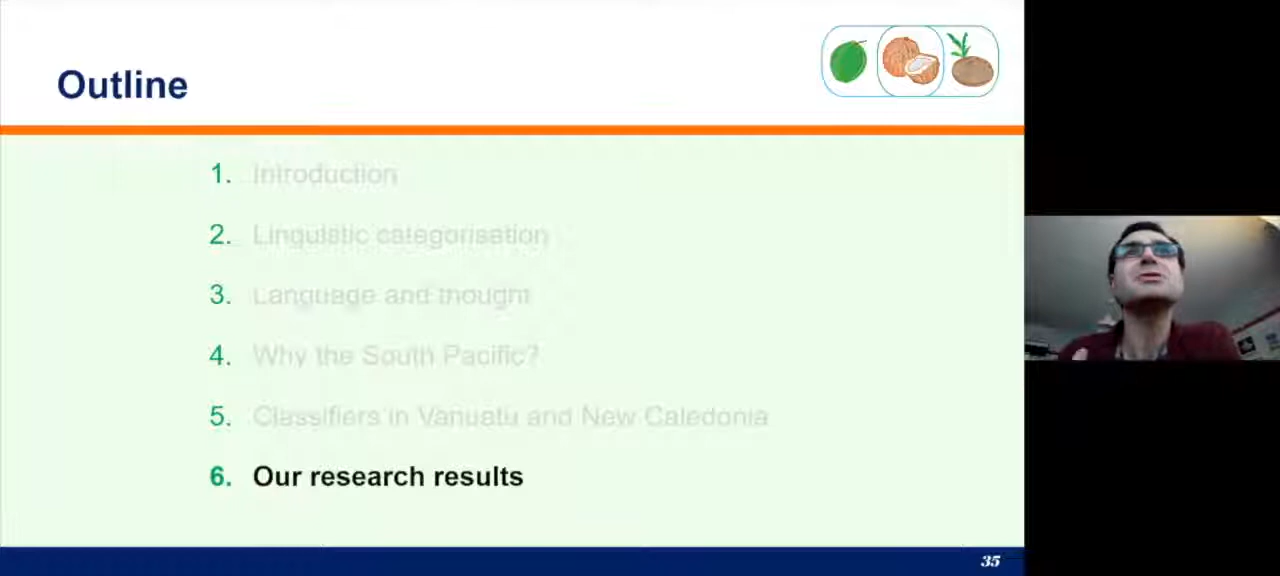 Outline
1. Introduction
2. Linguistic categorisation
3. Language and thought
4. Why the South Pacific?
5. Classifiers in Vanuatu and New Caledonia
6. Our research results
35